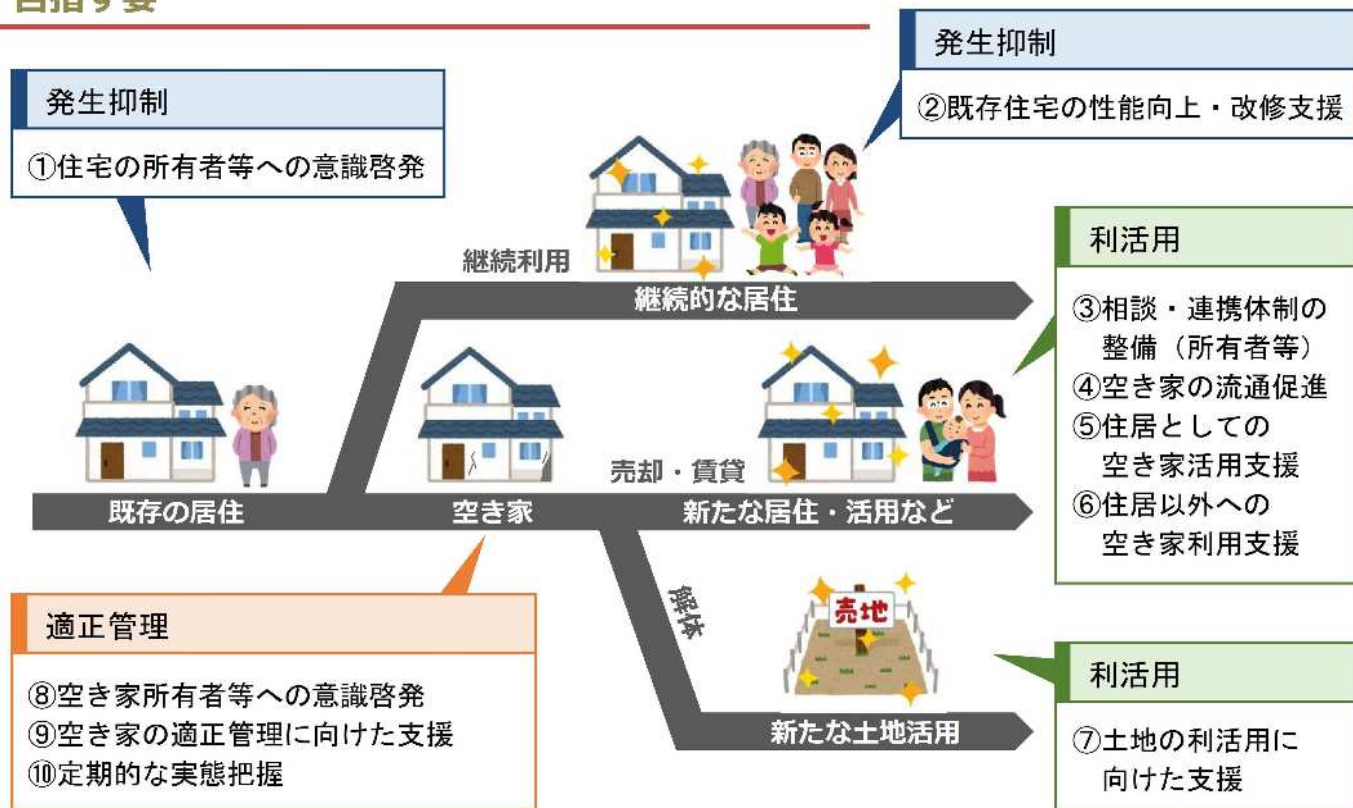 目指す姿
発生抑制
①住宅の所有者等への意識啓発
発生抑制
②既存住宅の性能向上・改修支援
継続利用
継続的な居住
利活用
③相談・連携体制の
整備（所有者等）
④空き家の流通促進
⑤住居としての
空き家活用支援
⑥住居以外への
空き家利用支援
既存の居住
空き家
売却・賃貸
新たな居住・活用など
解体
売地
新たな土地活用
適正管理
⑧空き家所有者等への意識啓発
⑨空き家の適正管理に向けた支援
⑩定期的な実態把握
利活用
⑦土地の利活用に
向けた支援